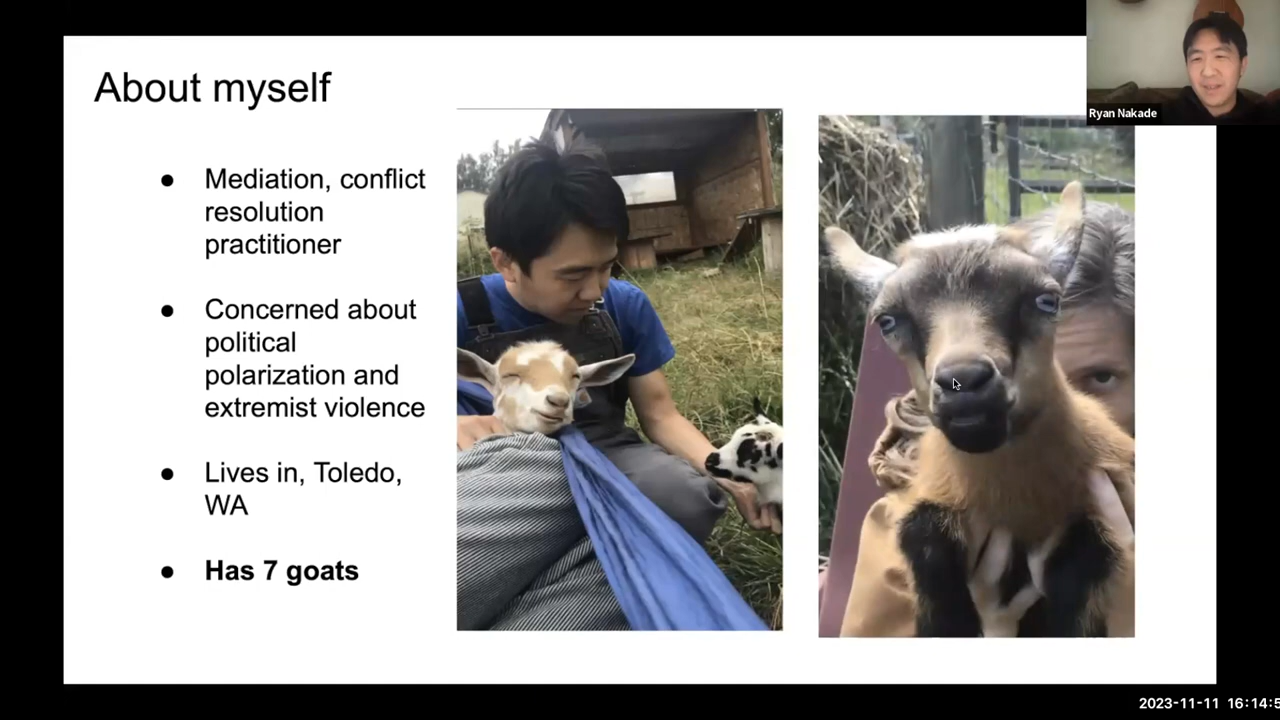 About myself
Ryan Nakade
● Mediation, conflict
resolution
practitioner
● Concerned about
political
polarization and
extremist violence
● Lives in, Toledo,
WA
● Has 7 goats
2023-11-11 16:14:5